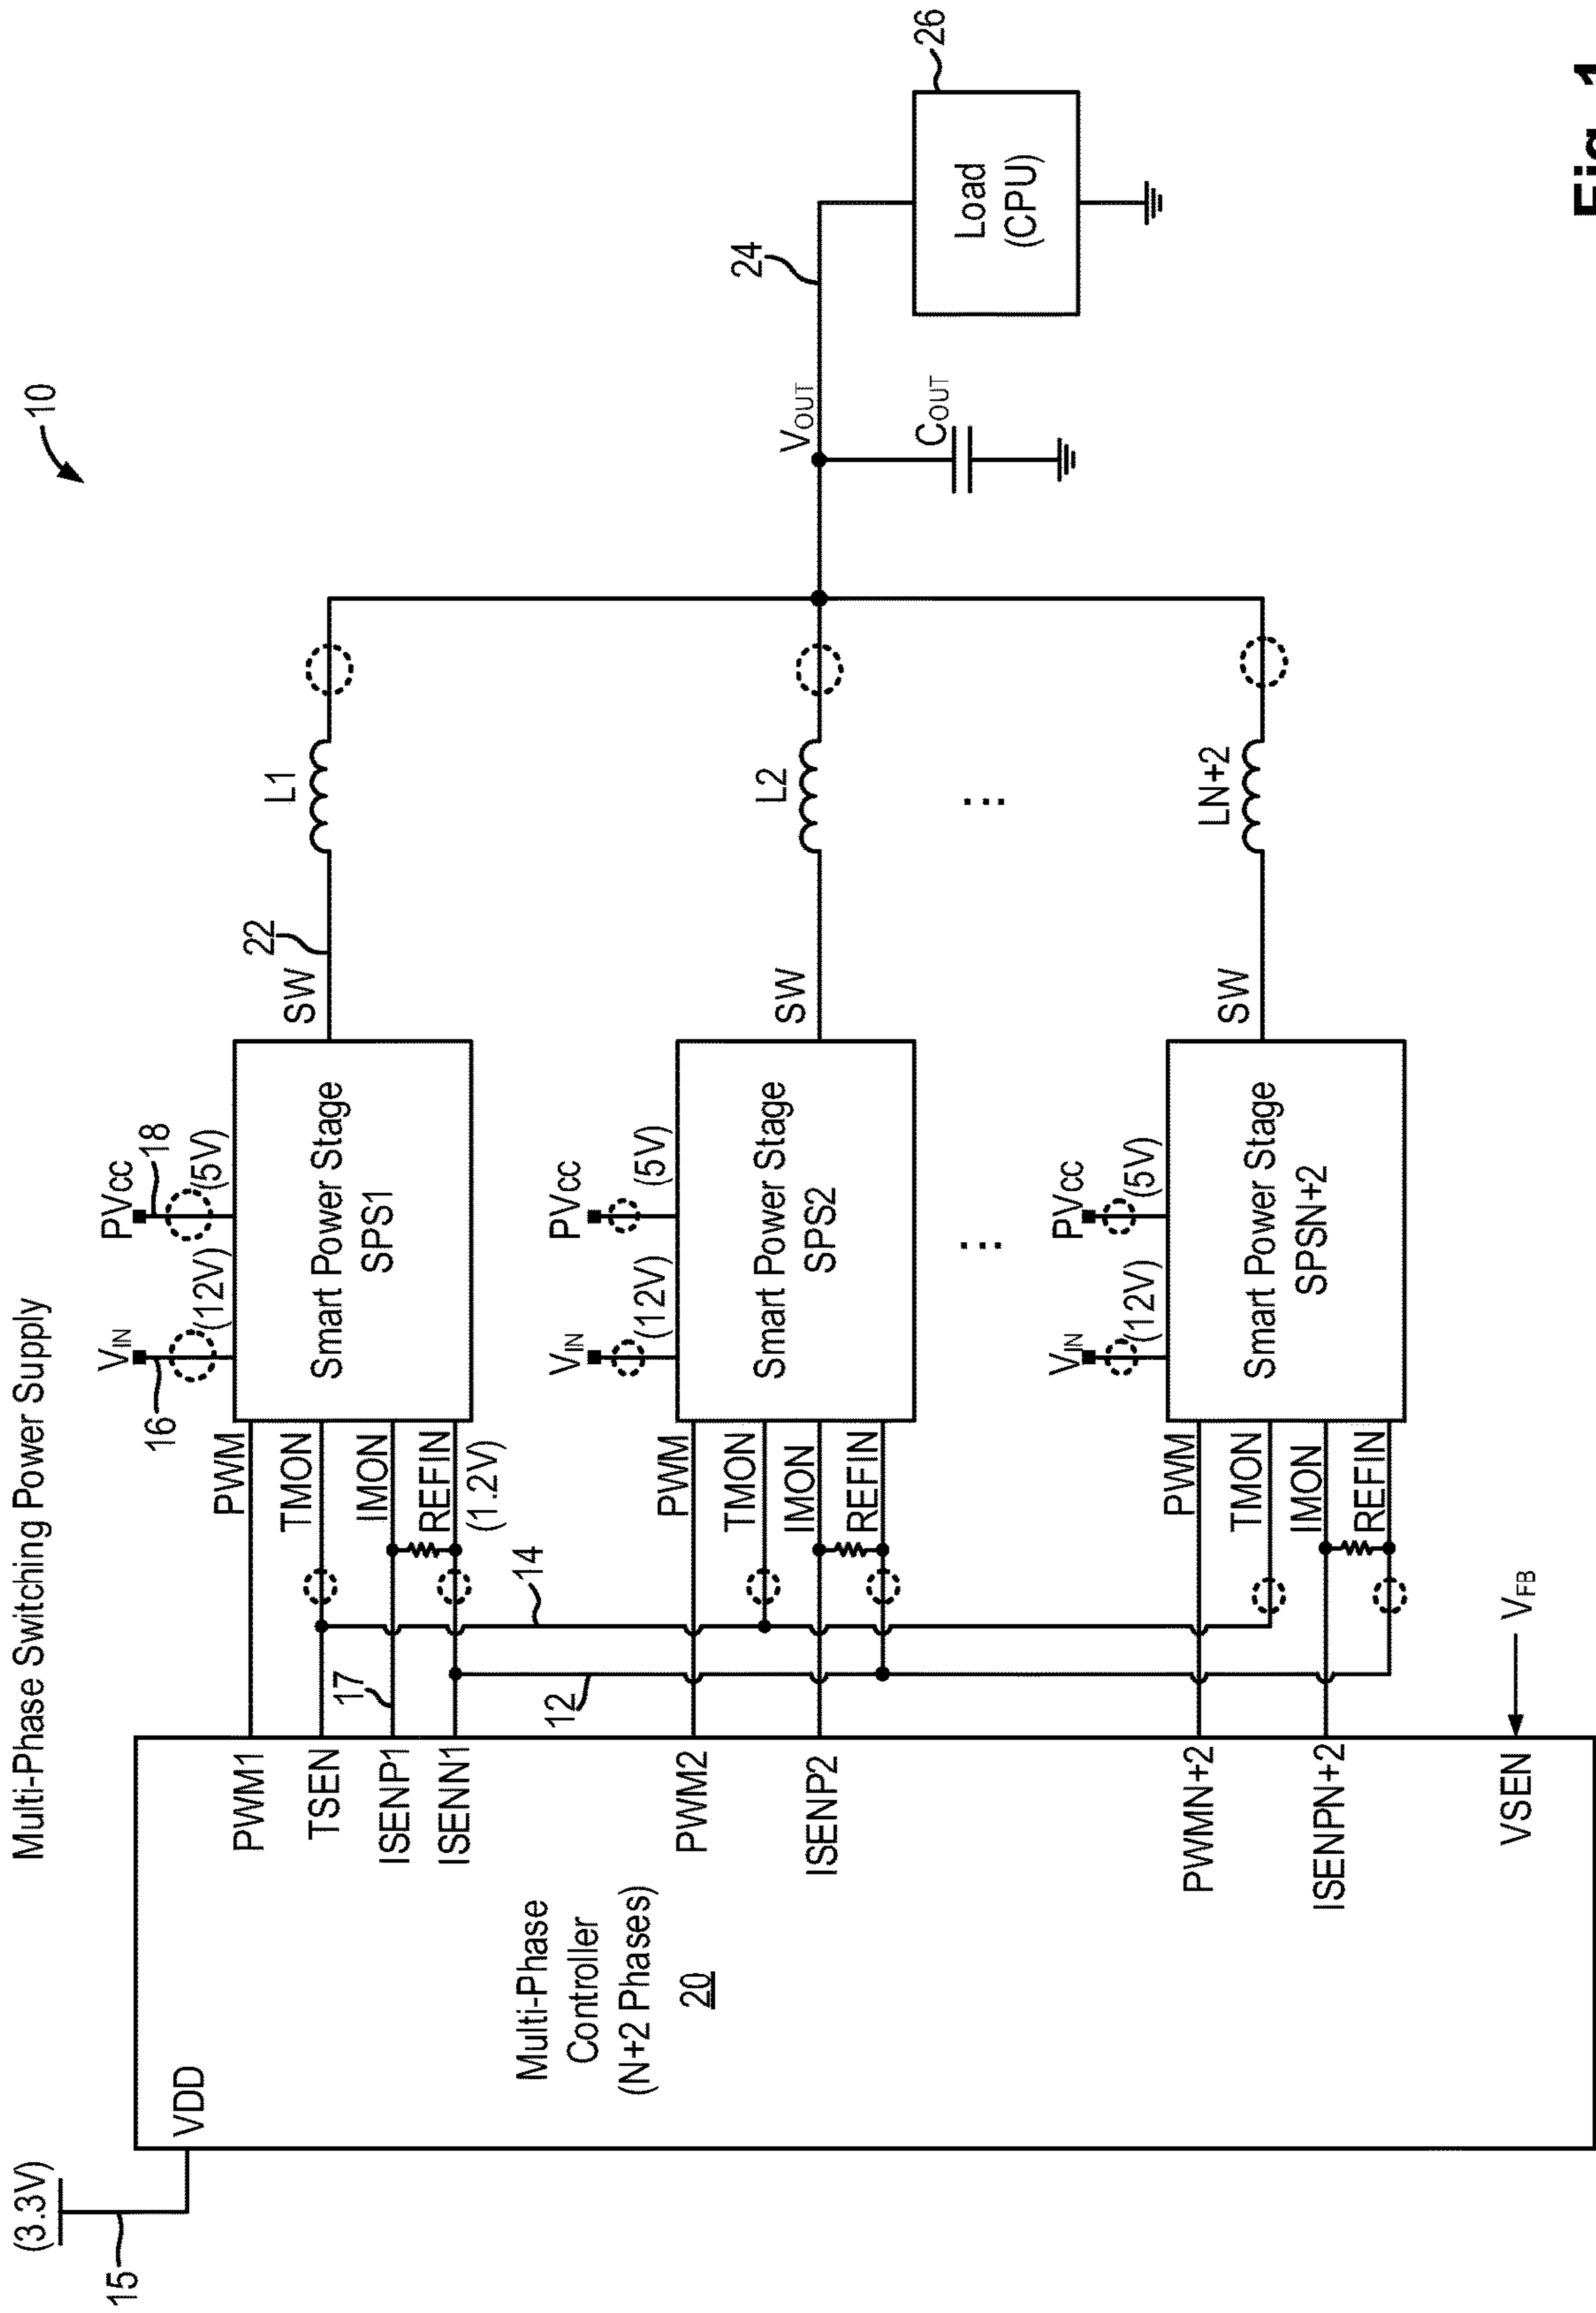 Multi-Phase Switching Power Supply
10
(3.3V)
15
VDD
Multi-Phase
Controller
(N+2 Phases)
20
PWM1
TSEN
ISENP1
ISENN1
PWM2
ISENP2
PWMN+2
ISENPN+2
VSEN
VFB
17
12
14
16
VIN
(12V)
PVcc
18
(5V)
PWM
TMON
IMON
REFIN
(1.2V)
Smart Power Stage
SPS1
SW
22
L1
VIN
(12V)
PVcc
(5V)
PWM
TMON
IMON
REFIN
Smart Power Stage
SPS2
SW
L2
...
...
VIN
(12V)
PVcc
(5V)
PWM
TMON
IMON
REFIN
Smart Power Stage
SPSN+2
SW
LN+2
VOUT
COUT
24
Load
(CPU)
26